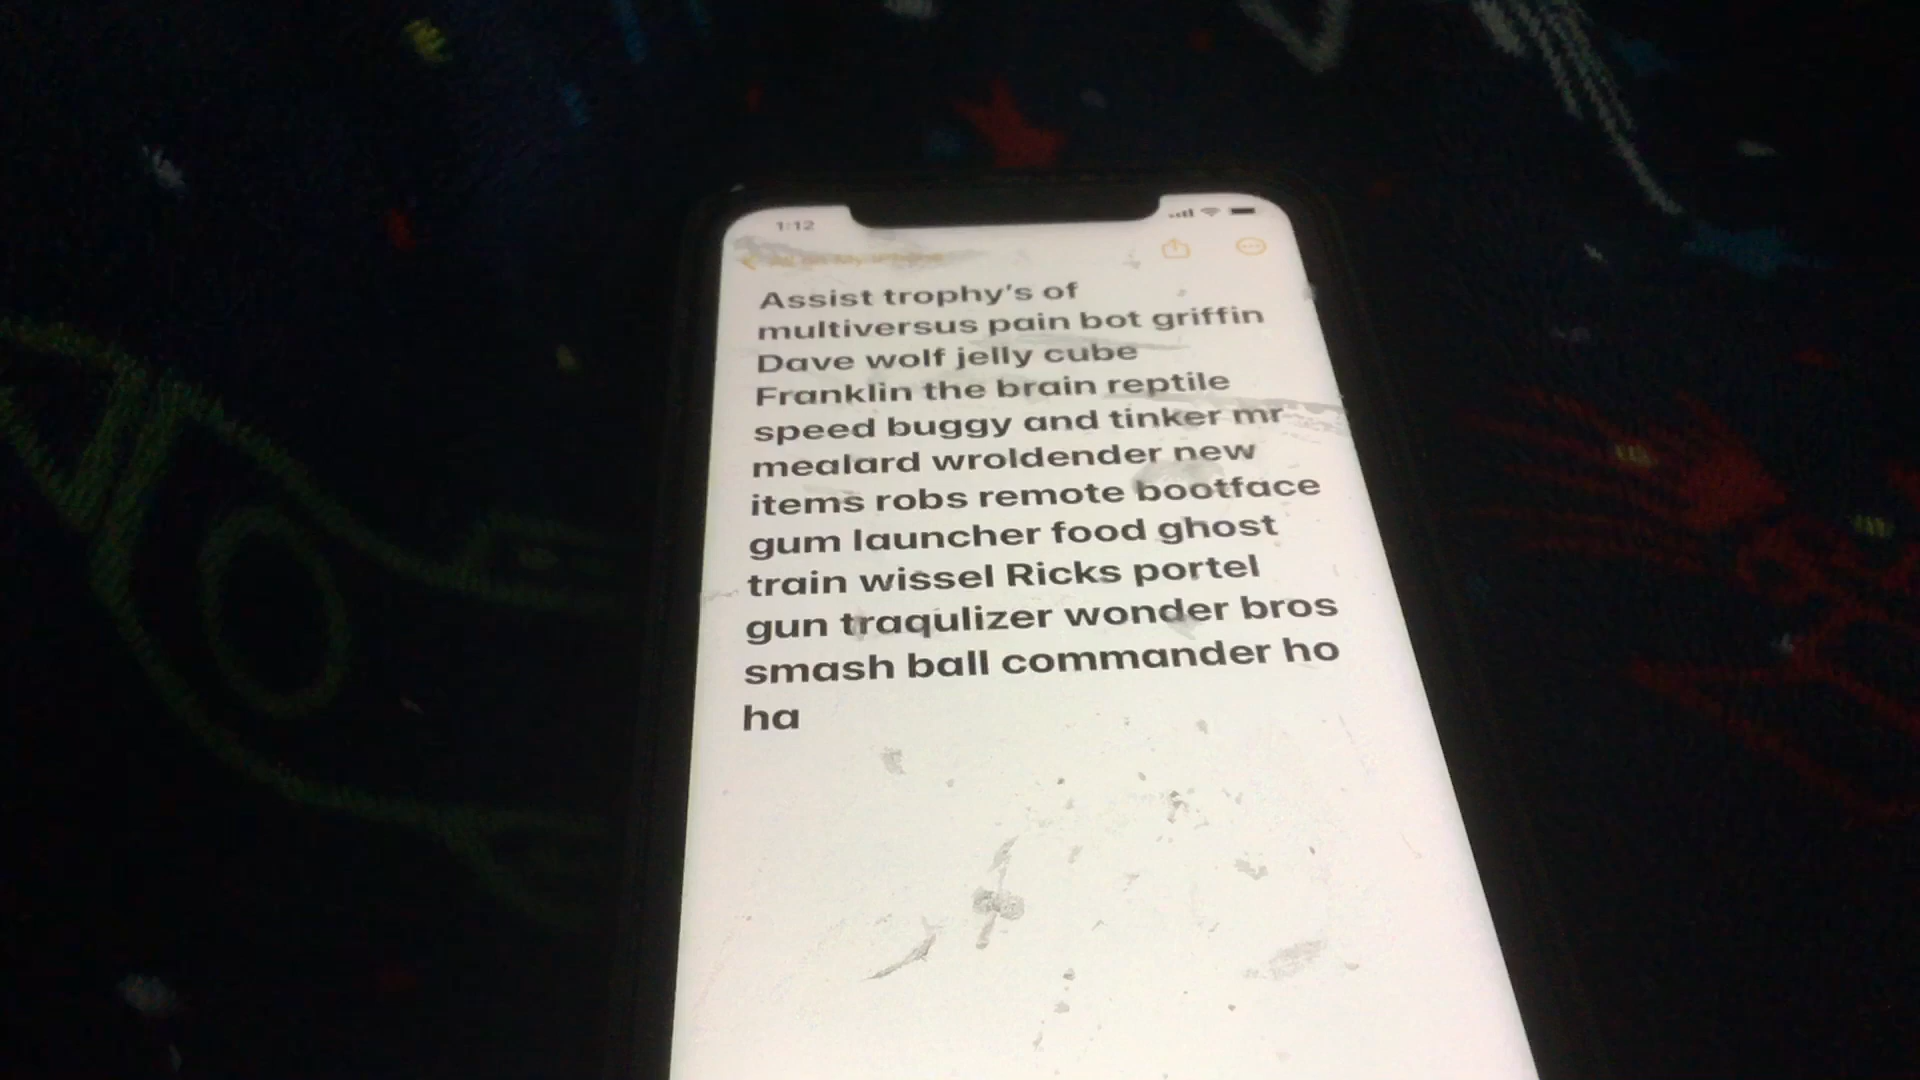 1:12
Assist trophy's of
multiversus pain bot griffin
Dave wolf jelly cube
Franklin the brain reptile
speed buggy and tinker mr
mealard wroldender new
items robs remote bootface
gum launcher food ghost
train wissel Ricks portel
gun traqulizer wonder bros
smash ball commander ho
ha